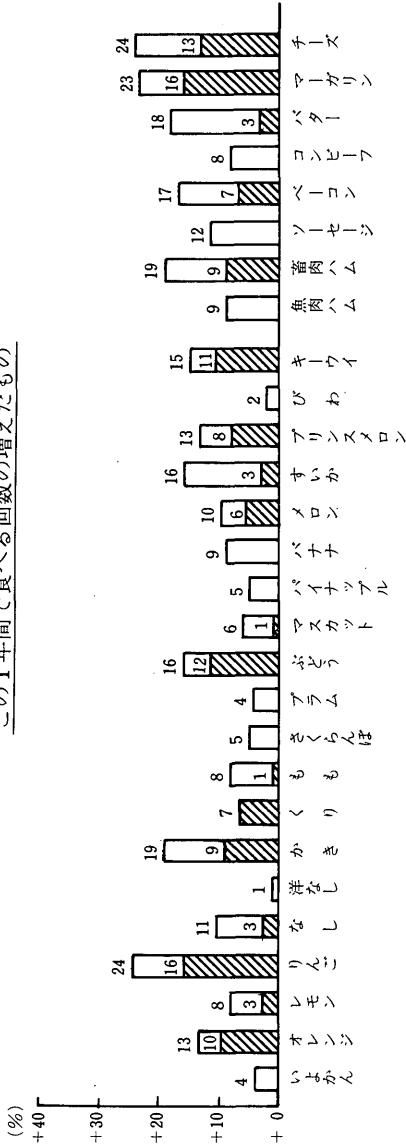 この1年間で食べる回数の増えたもの
(%)
+40
+30
+20
+10
+0
4
いよかん
13
10
オレンジ
8
3
レモン
24
16
りんご
11
3
なし
1
洋なし
19
9
かき
7
くり
8
1
もも
5
さくらんぼ
4
プラム
16
12
ぶどう
6
1
マスカット
5
パイナップル
9
バナナ
10
6
メロン
16
3
すいか
13
8
プリンスメロン
2
びわ
15
11
キーウイ
9
魚肉ハム
19
9
畜肉ハム
12
ソーセージ
17
7
ベーコン
8
コンビーフ
18
3
バター
23
16
マーガリン
24
13
チーズ